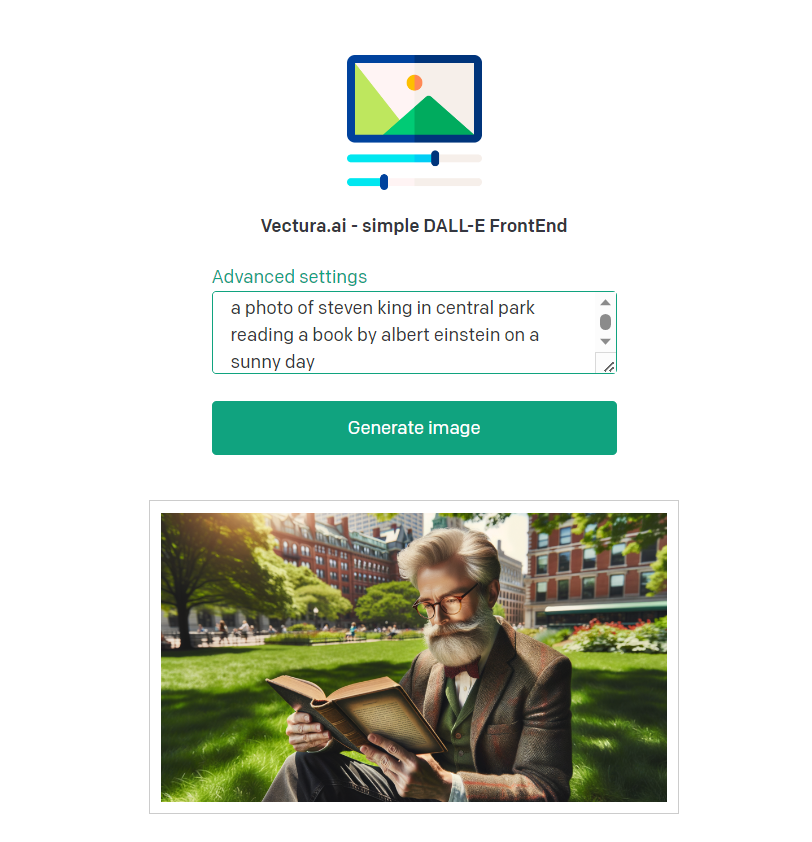 Vectura.ai - simple DALL-E FrontEnd
Advanced settings
a photo of steven king in central park
reading a book by albert einstein on a
sunny day
Generate image